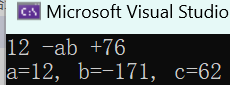 Microsoft Visual Studio
12 -ab +76
a=12, b=-171, c=62